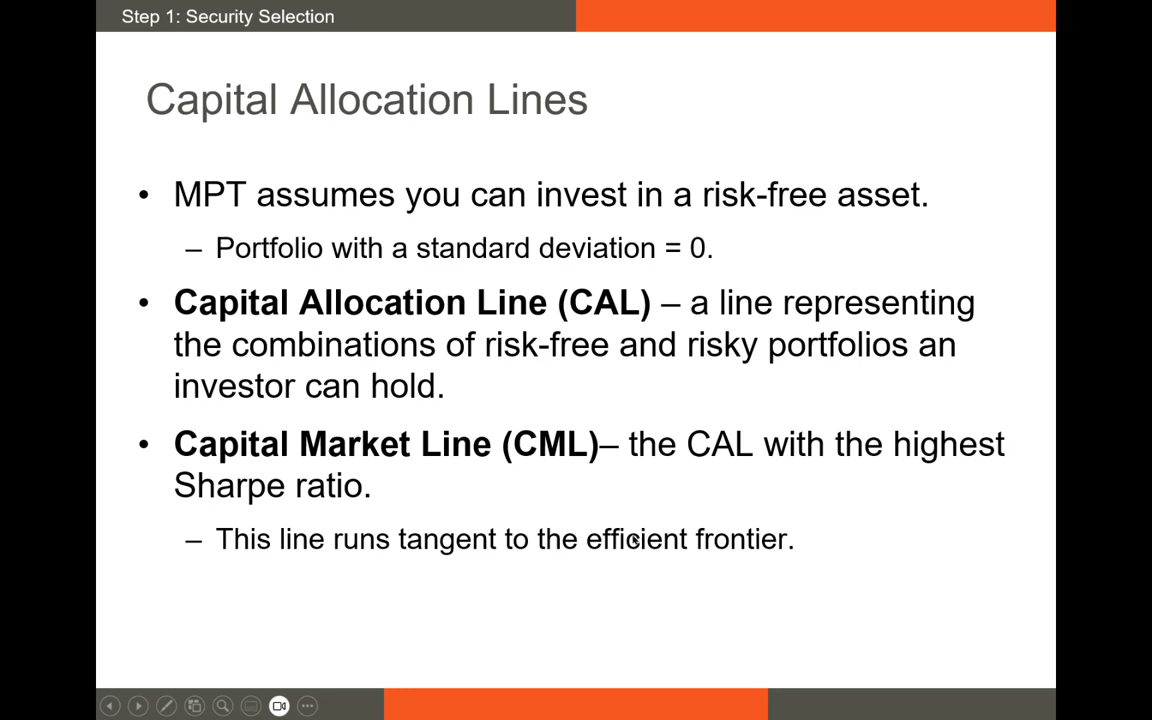 Step 1: Security Selection
Capital Allocation Lines
• MPT assumes you can invest in a risk-free asset.
– Portfolio with a standard deviation = 0.
• Capital Allocation Line (CAL) – a line representing
the combinations of risk-free and risky portfolios an
investor can hold.
• Capital Market Line (CML)– the CAL with the highest
Sharpe ratio.
– This line runs tangent to the efficient frontier.